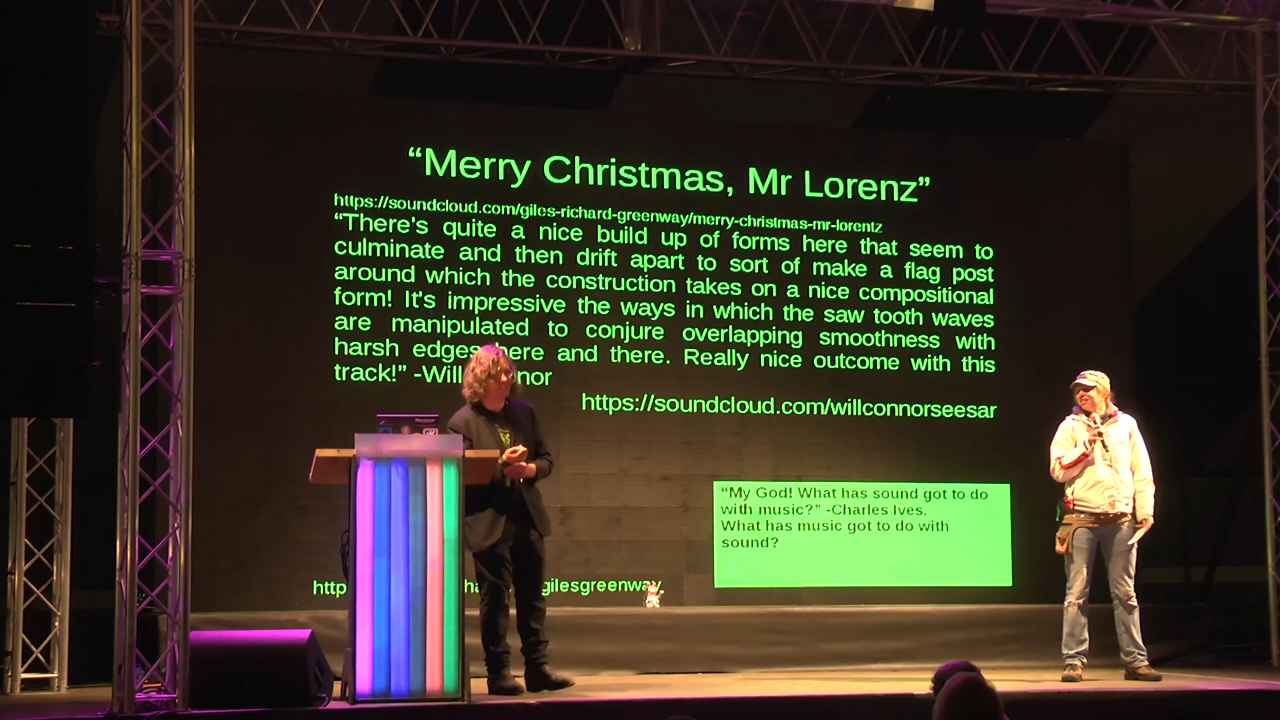 “Merry Christmas, Mr Lorenz”
https://soundcloud.com/giles-richard-greenway/merry-christmas-mr-lorentz
“There's quite a nice build up of forms here that seem to
culminate and then drift apart to sort of make a flag post
around which the construction takes on a nice compositional
form! It's impressive the ways in which the saw tooth waves
are manipulated to conjure overlapping smoothness with
harsh edges here and there. Really nice outcome with this
track!” -Will nor
https://soundcloud.com/willconnorseesar
“My God! What has sound got to do
with music?” -Charles Ives.
What has music got to do with
sound?
http gilesgreenway